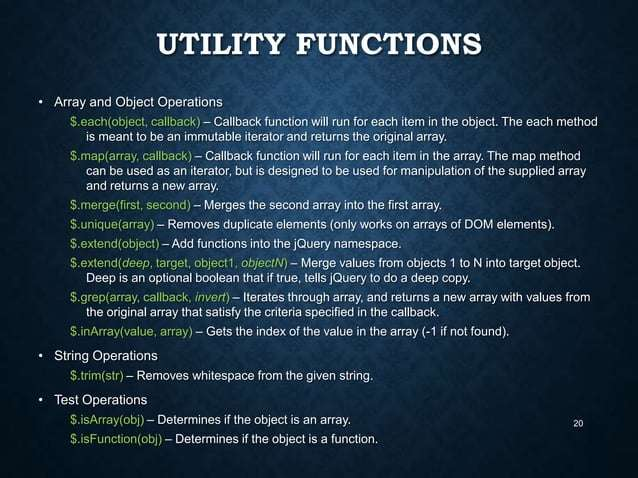 UTILITY FUNCTIONS
• Array and Object Operations
$.each(object, callback) – Callback function will run for each item in the object. The each method
is meant to be an immutable iterator and returns the original array.
$.map(array, callback) – Callback function will run for each item in the array. The map method
can be used as an iterator, but is designed to be used for manipulation of the supplied array
and returns a new array.
$.merge(first, second) – Merges the second array into the first array.
$.unique(array) – Removes duplicate elements (only works on arrays of DOM elements).
$.extend(object) – Add functions into the jQuery namespace.
$.extend(deep, target, object1, objectN) – Merge values from objects 1 to N into target object.
Deep is an optional boolean that if true, tells jQuery to do a deep copy.
$.grep(array, callback, invert) – Iterates through array, and returns a new array with values from
the original array that satisfy the criteria specified in the callback.
$.inArray(value, array) – Gets the index of the value in the array (-1 if not found).
• String Operations
$.trim(str) – Removes whitespace from the given string.
• Test Operations
$.isArray(obj) – Determines if the object is an array.
$.isFunction(obj) – Determines if the object is a function.
20